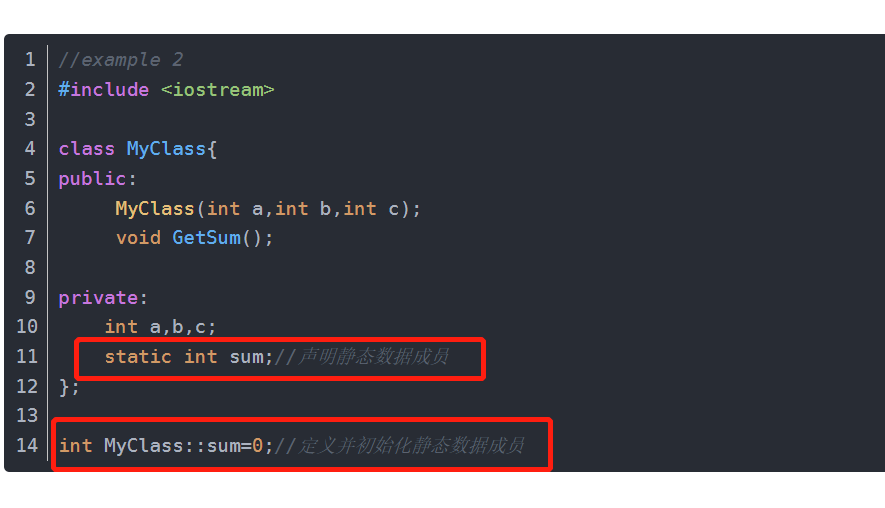 1 //example 2
2 #include <iostream>
3
4 class MyClass{
5 public:
6 MyClass(int a,int b,int c);
7 void GetSum();
8
9 private:
10 int a,b,c;
11 static int sum;//声明静态数据成员
12 };
13
14 int MyClass::sum=0;//定义并初始化静态数据成员